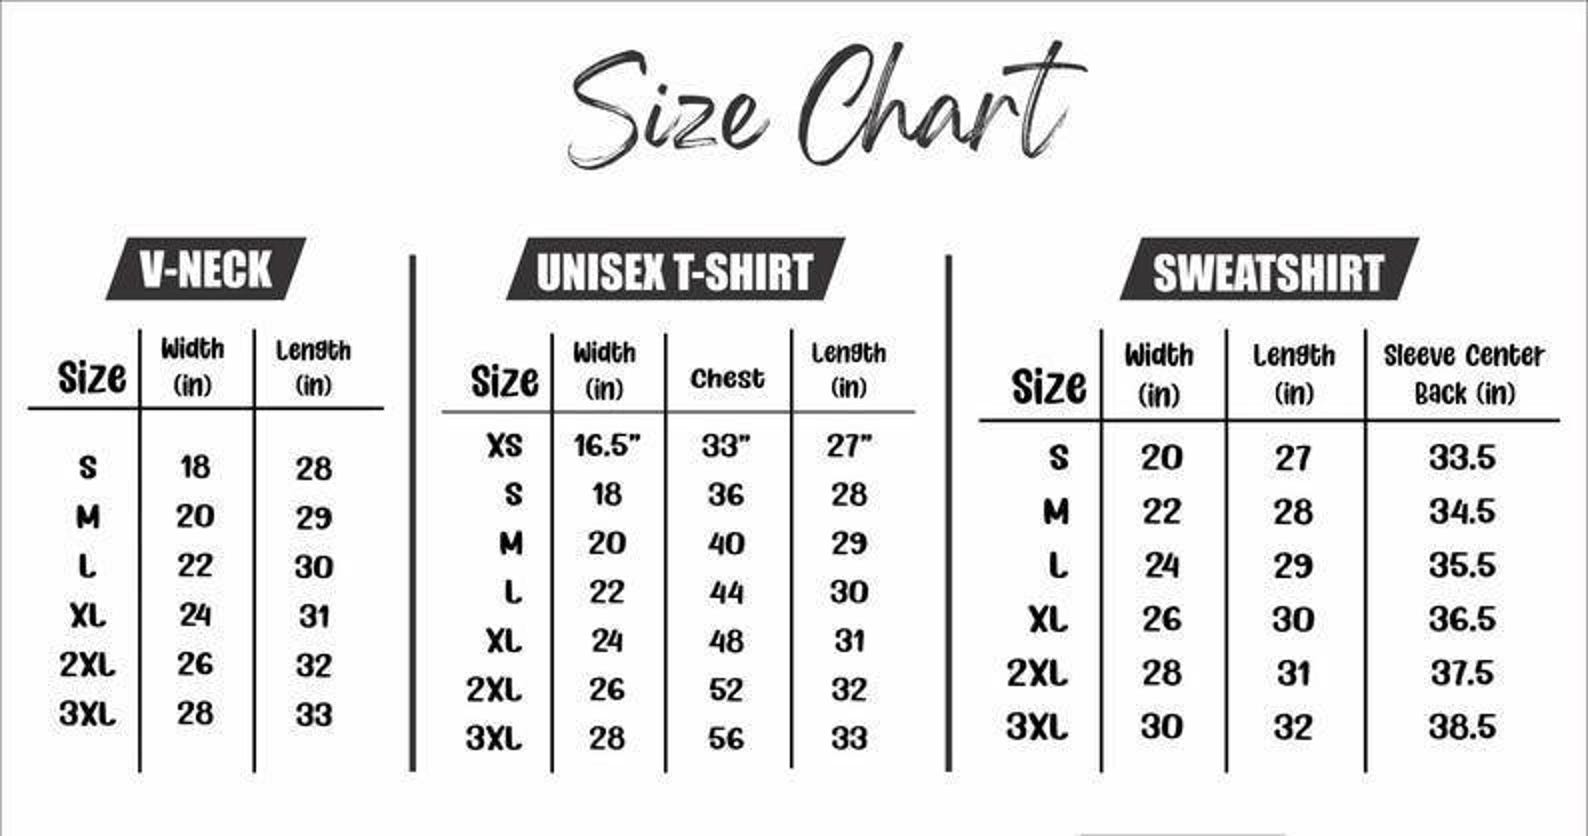 Size Chart
V-NECK
Size Width (in) Length (in)
S 18 28
M 20 29
L 22 30
XL 24 31
2XL 26 32
3XL 28 33
UNISEX T-SHIRT
Size Width (in) Chest Length (in)
XS 16.5" 33" 27"
S 18 36 28
M 20 40 29
L 22 44 30
XL 24 48 31
2XL 26 52 32
3XL 28 56 33
SWEATSHIRT
Size Width (in) Length (in) Sleeve Center Back (in)
S 20 27 33.5
M 22 28 34.5
L 24 29 35.5
XL 26 30 36.5
2XL 28 31 37.5
3XL 30 32 38.5